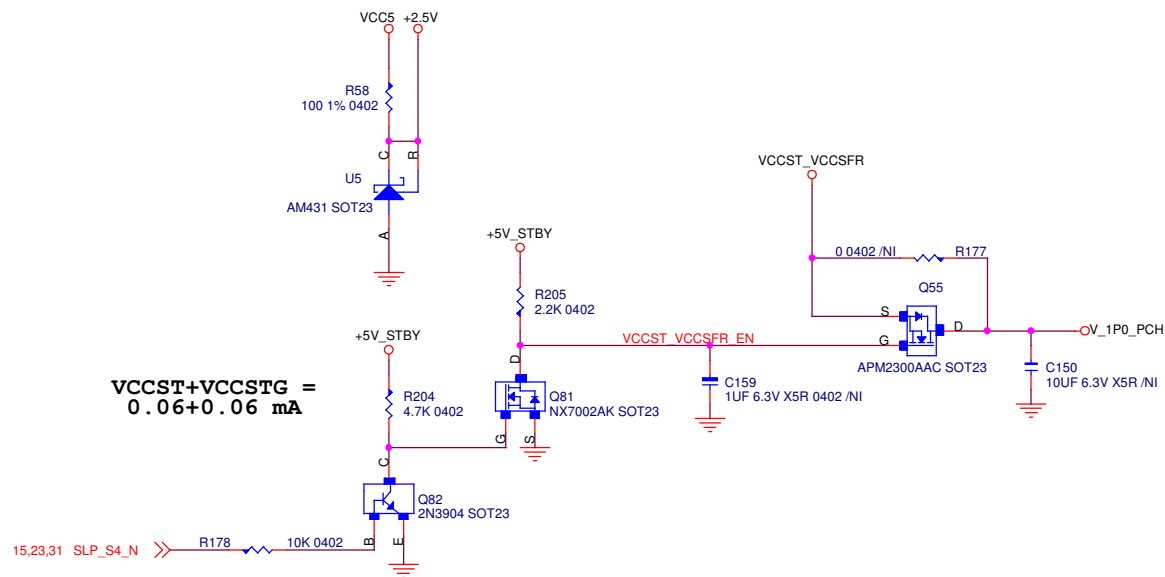 VCC5
+2.5V
R58
100 1% 0402
C
R
U5
AM431 SOT23
A
VCCST_VCCSFR
0 0402 /NI
R177
Q55
S
D
G
V_1P0_PCH
APM2300AAC SOT23
C150
10UF 6.3V X5R /NI
+5V_STBY
R205
2.2K 0402
VCCST_VCCSFR_EN
C159
1UF 6.3V X5R 0402 /NI
D
Q81
NX7002AK SOT23
G
S
+5V_STBY
R204
4.7K 0402
VCCST+VCCSTG =
0.06+0.06 mA
C
Q82
2N3904 SOT23
B
E
15,23,31 SLP_S4_N
R178
10K 0402